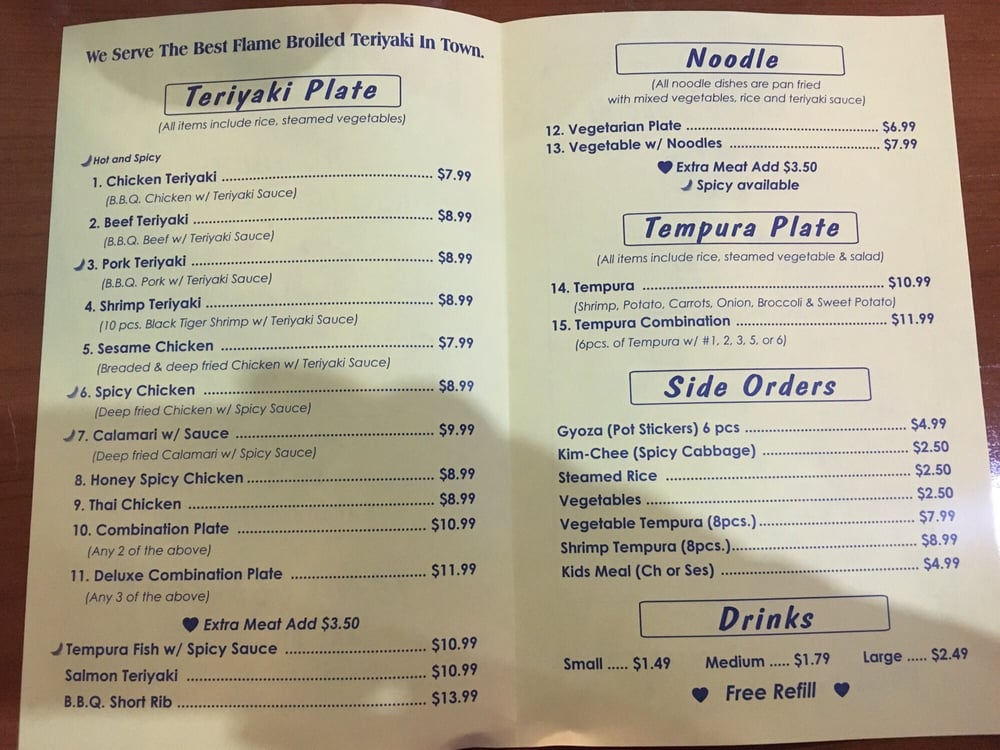 We Serve The Best Flame Broiled Teriyaki In Town.
Teriyaki Plate
(All items include rice, steamed vegetables)
Hot and Spicy
1. Chicken Teriyaki ........ $7.99
(B.B.Q. Chicken w/ Teriyaki Sauce)
2. Beef Teriyaki ........ $8.99
(B.B.Q. Beef w/ Teriyaki Sauce)
3. Pork Teriyaki ........ $8.99
(B.B.Q. Pork w/ Teriyaki Sauce)
4. Shrimp Teriyaki ........ $8.99
(10 pcs. Black Tiger Shrimp w/ Teriyaki Sauce)
5. Sesame Chicken ........ $7.99
(Breaded & deep fried Chicken w/ Teriyaki Sauce)
6. Spicy Chicken ........ $8.99
(Deep fried Chicken w/ Spicy Sauce)
7. Calamari w/ Sauce ........ $9.99
(Deep fried Calamari w/ Spicy Sauce)
8. Honey Spicy Chicken ........ $8.99
9. Thai Chicken ........ $8.99
10. Combination Plate ........ $10.99
(Any 2 of the above)
11. Deluxe Combination Plate ........ $11.99
(Any 3 of the above)
♥ Extra Meat Add $3.50
Tempura Fish w/ Spicy Sauce ........ $10.99
Salmon Teriyaki ........ $10.99
B.B.Q. Short Rib ........ $13.99
Noodle
(All noodle dishes are pan fried
with mixed vegetables, rice and teriyaki sauce)
12. Vegetarian Plate ........ $6.99
13. Vegetable w/ Noodles ........ $7.99
♥ Extra Meat Add $3.50
Spicy available
Tempura Plate
(All items include rice, steamed vegetable & salad)
14. Tempura ........ $10.99
(Shrimp, Potato, Carrots, Onion, Broccoli & Sweet Potato)
15. Tempura Combination ........ $11.99
(6pcs. of Tempura w/ #1, 2, 3, 5, or 6)
Side Orders
Gyoza (Pot Stickers) 6 pcs ........ $4.99
Kim-Chee (Spicy Cabbage) ........ $2.50
Steamed Rice ........ $2.50
Vegetables ........ $2.50
Vegetable Tempura (8pcs.) ........ $7.99
Shrimp Tempura (8pcs.) ........ $8.99
Kids Meal (Ch or Ses) ........ $4.99
Drinks
Small ..... $1.49 Medium ..... $1.79 Large ..... $2.49
♥ Free Refill ♥